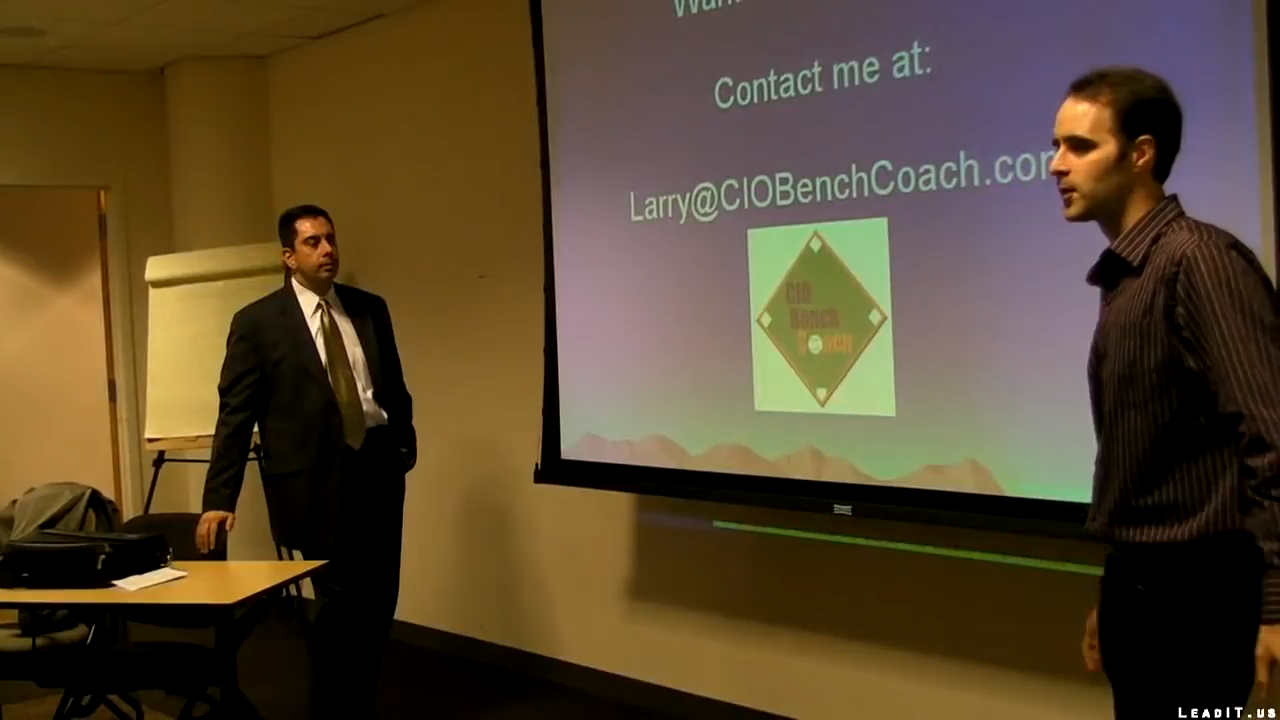 Contact me at:
Larry@CIOBenchCoach.com
CIO
Bench
Coach
LEADIT.US